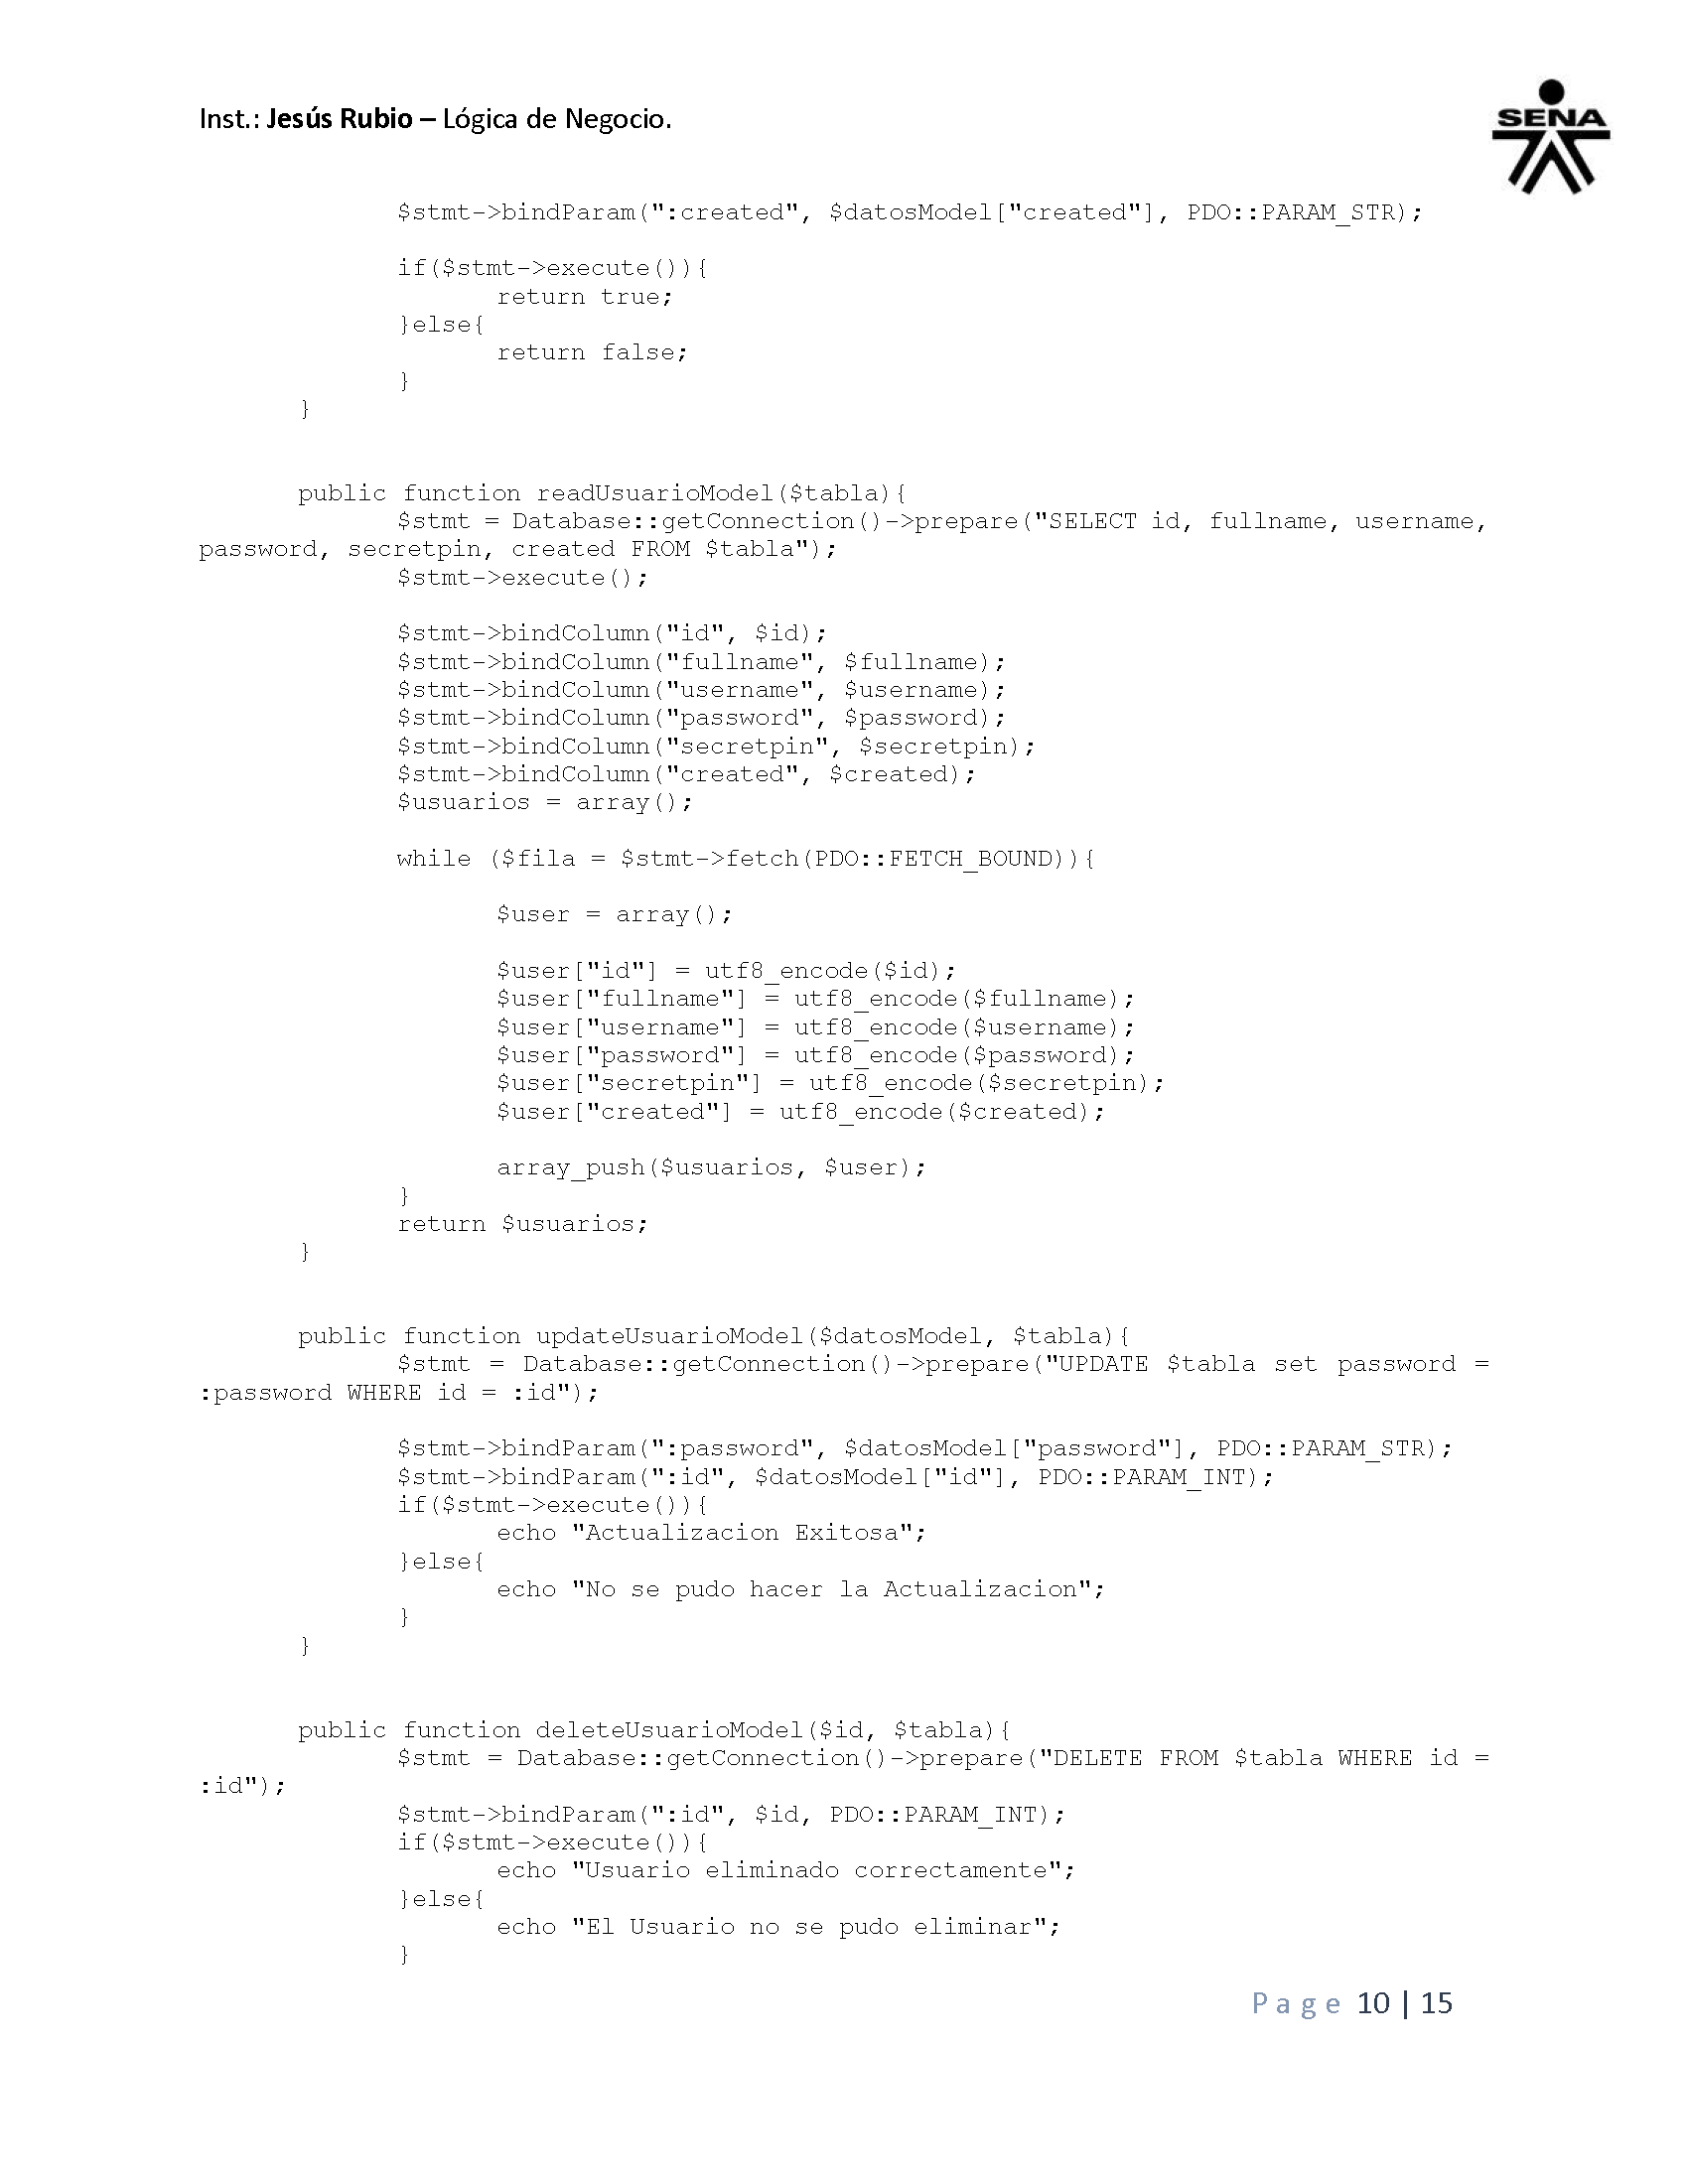 Inst.: Jesús Rubio – Lógica de Negocio.
SENA
$stmt->bindParam(":created", $datosModel["created"], PDO::PARAM_STR);
if($stmt->execute()){
return true;
}else{
return false;
}
}
public function readUsuarioModel($tabla){
$stmt = Database::getConnection()->prepare("SELECT id, fullname, username,
password, secretpin, created FROM $tabla");
$stmt->execute();
$stmt->bindColumn("id", $id);
$stmt->bindColumn("fullname", $fullname);
$stmt->bindColumn("username", $username);
$stmt->bindColumn("password", $password);
$stmt->bindColumn("secretpin", $secretpin);
$stmt->bindColumn("created", $created);
$usuarios = array();
while ($fila = $stmt->fetch(PDO::FETCH_BOUND)){
$user = array();
$user["id"] = utf8_encode($id);
$user["fullname"] = utf8_encode($fullname);
$user["username"] = utf8_encode($username);
$user["password"] = utf8_encode($password);
$user["secretpin"] = utf8_encode($secretpin);
$user["created"] = utf8_encode($created);
array_push($usuarios, $user);
}
return $usuarios;
}
public function updateUsuarioModel($datosModel, $tabla){
$stmt = Database::getConnection()->prepare("UPDATE $tabla set password =
:password WHERE id = :id");
$stmt->bindParam(":password", $datosModel["password"], PDO::PARAM_STR);
$stmt->bindParam(":id", $datosModel["id"], PDO::PARAM_INT);
if($stmt->execute()){
echo "Actualizacion Exitosa";
}else{
echo "No se pudo hacer la Actualizacion";
}
}
public function deleteUsuarioModel($id, $tabla){
$stmt = Database::getConnection()->prepare("DELETE FROM $tabla WHERE id =
:id");
$stmt->bindParam(":id", $id, PDO::PARAM_INT);
if($stmt->execute()){
echo "Usuario eliminado correctamente";
}else{
echo "El Usuario no se pudo eliminar";
}
Page 10 | 15